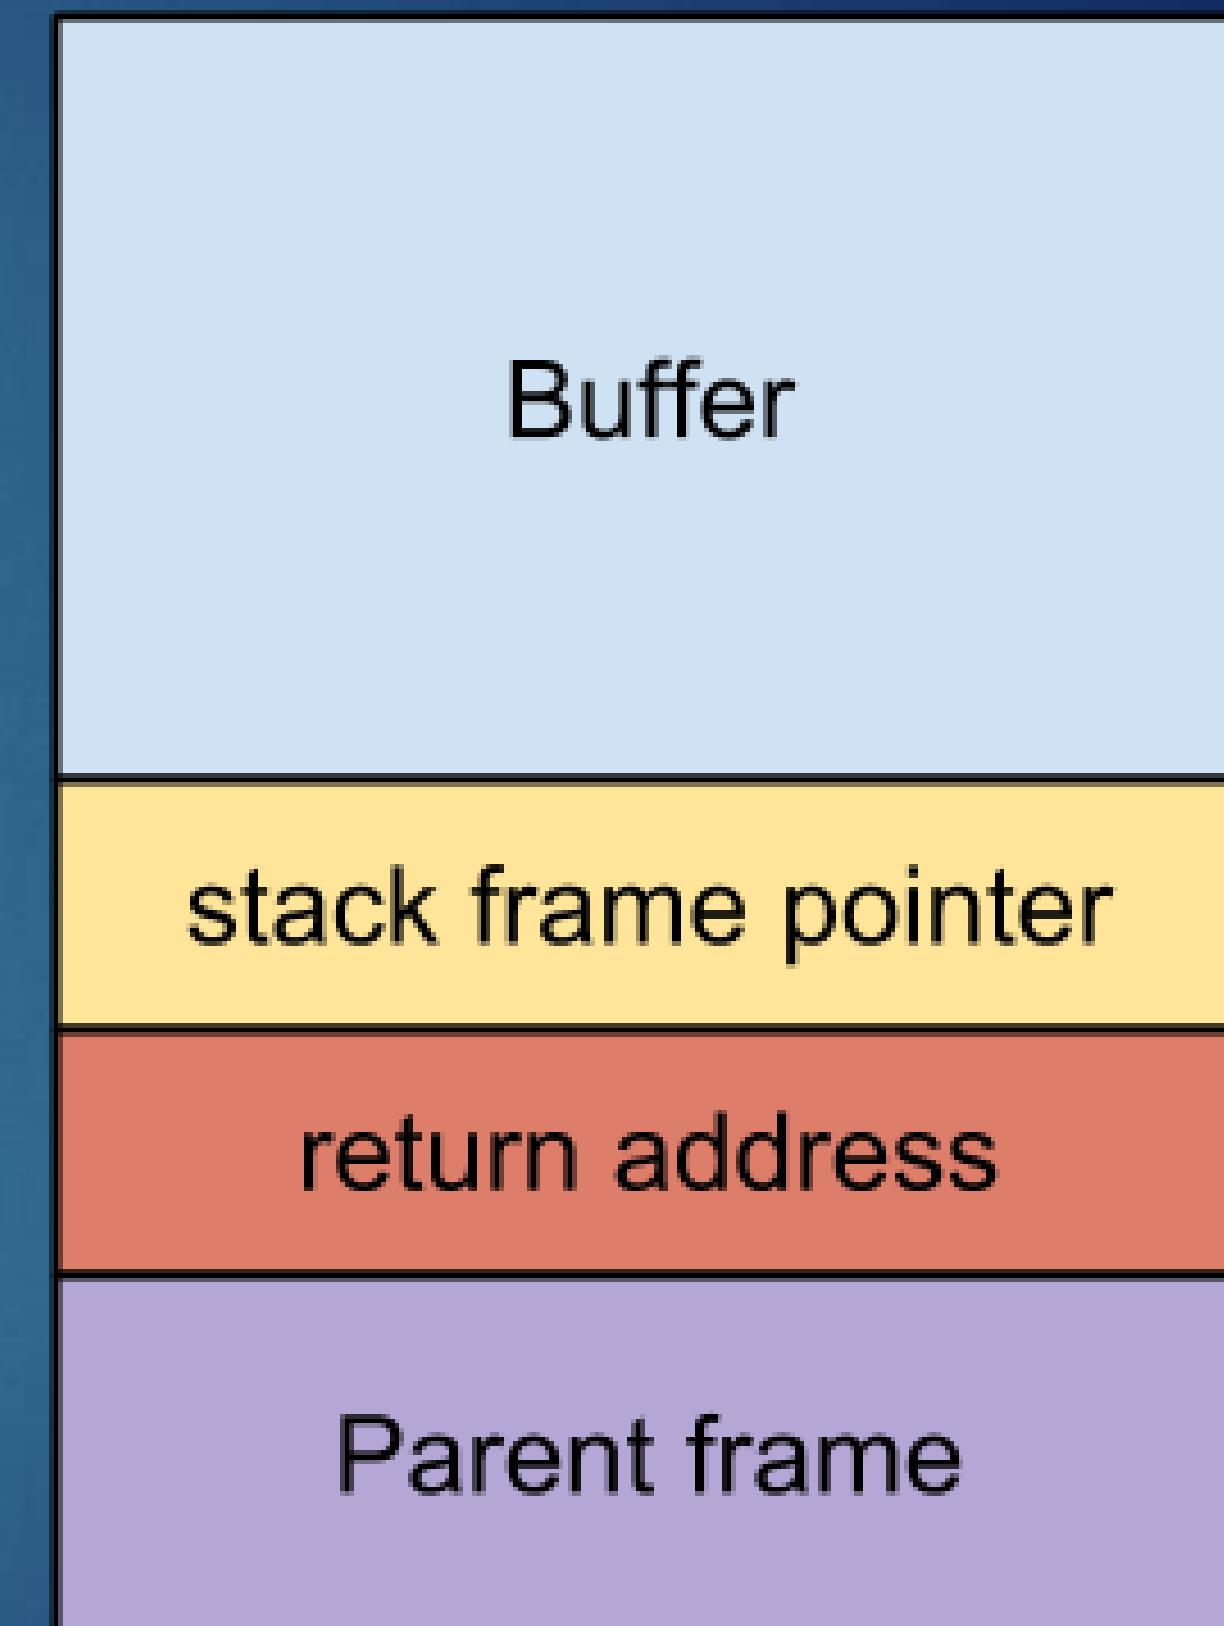 Buffer
stack frame pointer
return address
Parent frame